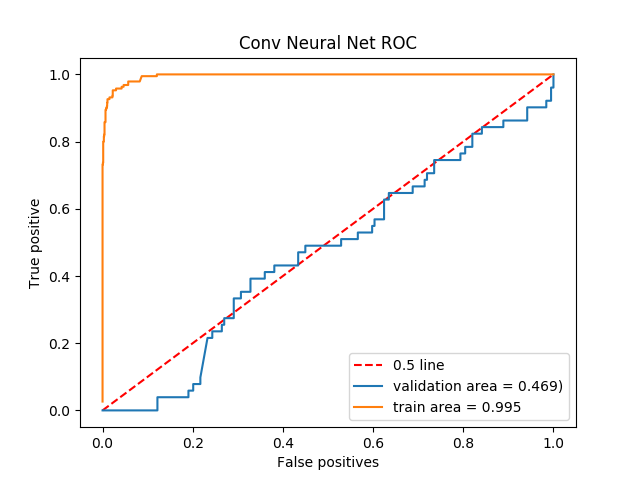 Conv Neural Net ROC
True positive
1.0
0.8
0.6
0.4
0.2
0.0
0.5 line
validation area = 0.469)
train area = 0.995
0.0 0.2 0.4 0.6 0.8 1.0
False positives